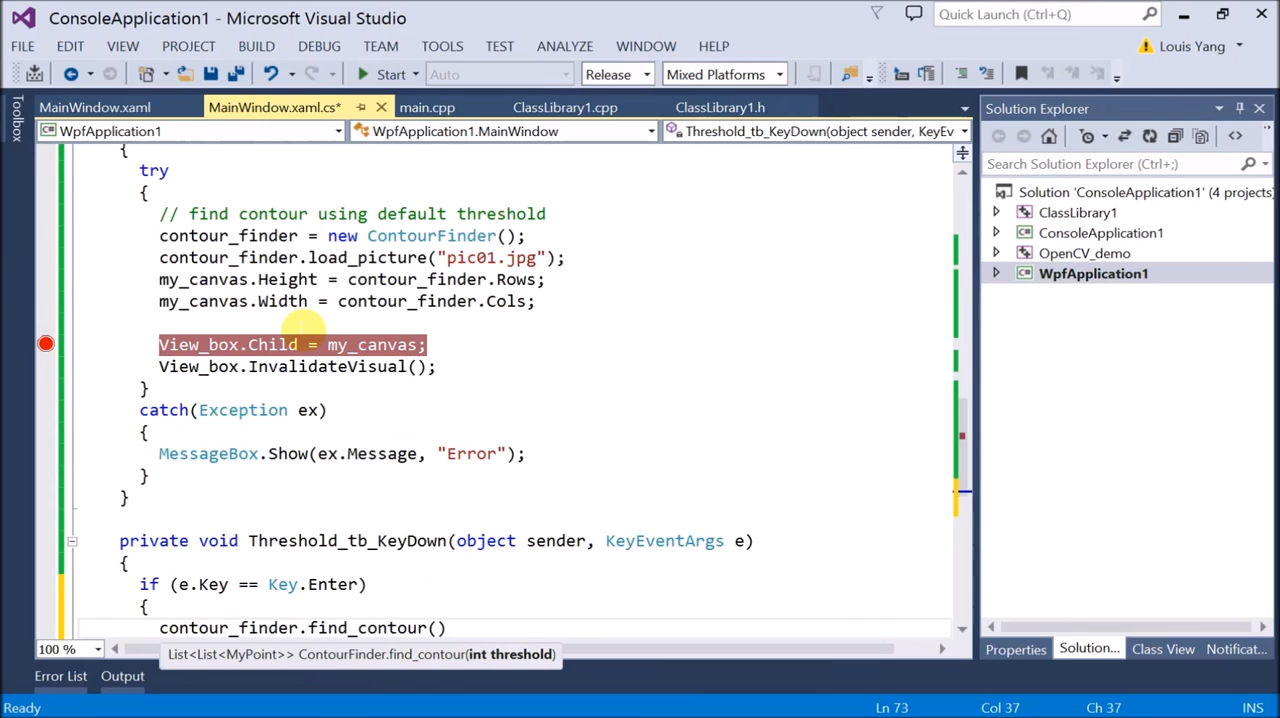 ConsoleApplication1 - Microsoft Visual Studio
Quick Launch (Ctrl+Q)
FILE EDIT VIEW PROJECT BUILD DEBUG TEAM TOOLS TEST ANALYZE WINDOW HELP
Louis Yang
Start Auto Release Mixed Platforms
Toolbox
MainWindow.xaml MainWindow.xaml.cs* main.cpp ClassLibrary1.cpp ClassLibrary1.h
WpfApplication1 WpfApplication1.MainWindow Threshold_tb_KeyDown(object sender, KeyEv
{
try
{
// find contour using default threshold
contour_finder = new ContourFinder();
contour_finder.load_picture("pic01.jpg");
my_canvas.Height = contour_finder.Rows;
my_canvas.Width = contour_finder.Cols;
View_box.Child = my_canvas;
View_box.InvalidateVisual();
}
catch(Exception ex)
{
MessageBox.Show(ex.Message, "Error");
}
}
private void Threshold_tb_KeyDown(object sender, KeyEventArgs e)
{
if (e.Key == Key.Enter)
{
contour_finder.find_contour()
100 %
List<List<MyPoint>> ContourFinder.find_contour(int threshold)
Solution Explorer
Search Solution Explorer (Ctrl+;)
Solution 'ConsoleApplication1' (4 projects)
ClassLibrary1
ConsoleApplication1
OpenCV_demo
WpfApplication1
Properties Solution... Class View Notificat...
Error List Output
Ready Ln 73 Col 37 Ch 37 INS